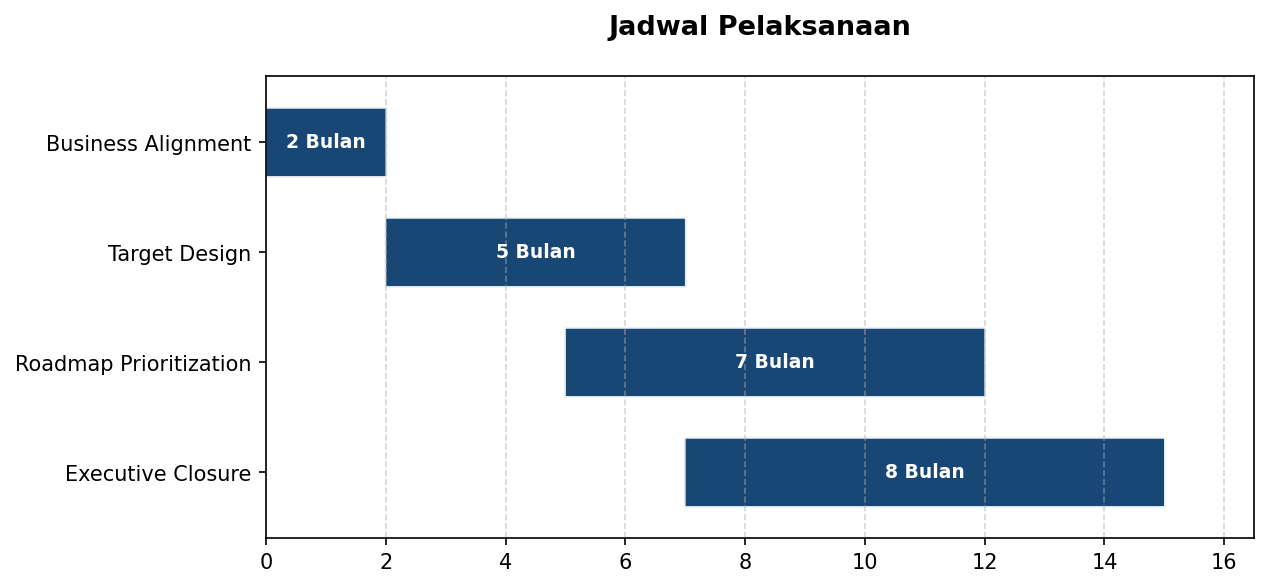 Jadwal Pelaksanaan
Business Alignment
2 Bulan
Target Design
5 Bulan
Roadmap Prioritization
7 Bulan
Executive Closure
8 Bulan
0 2 4 6 8 10 12 14 16